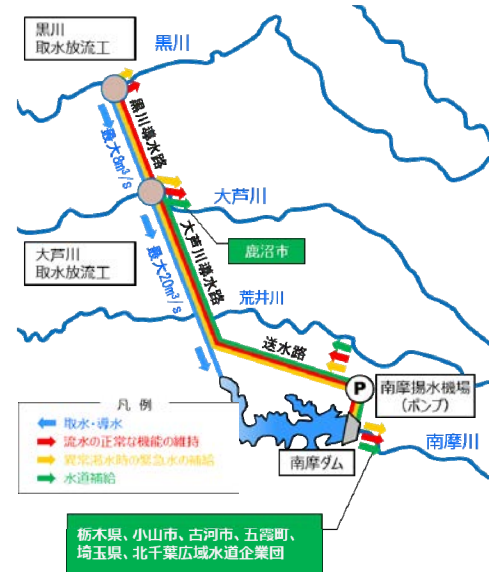 黒川
取水放流工
黒川
黒川導水路
最大8m³/s
大芦川
鹿沼市
大芦川
取水放流工
大芦川導水路
最大20m³/s
荒井川
送水路
P
南摩揚水機場
（ポンプ）
凡 例
取水・導水
流水の正常な機能の維持
異常渇水時の緊急水の補給
水道補給
南摩ダム
南摩川
栃木県、小山市、古河市、五霞町、
埼玉県、北千葉広域水道企業団